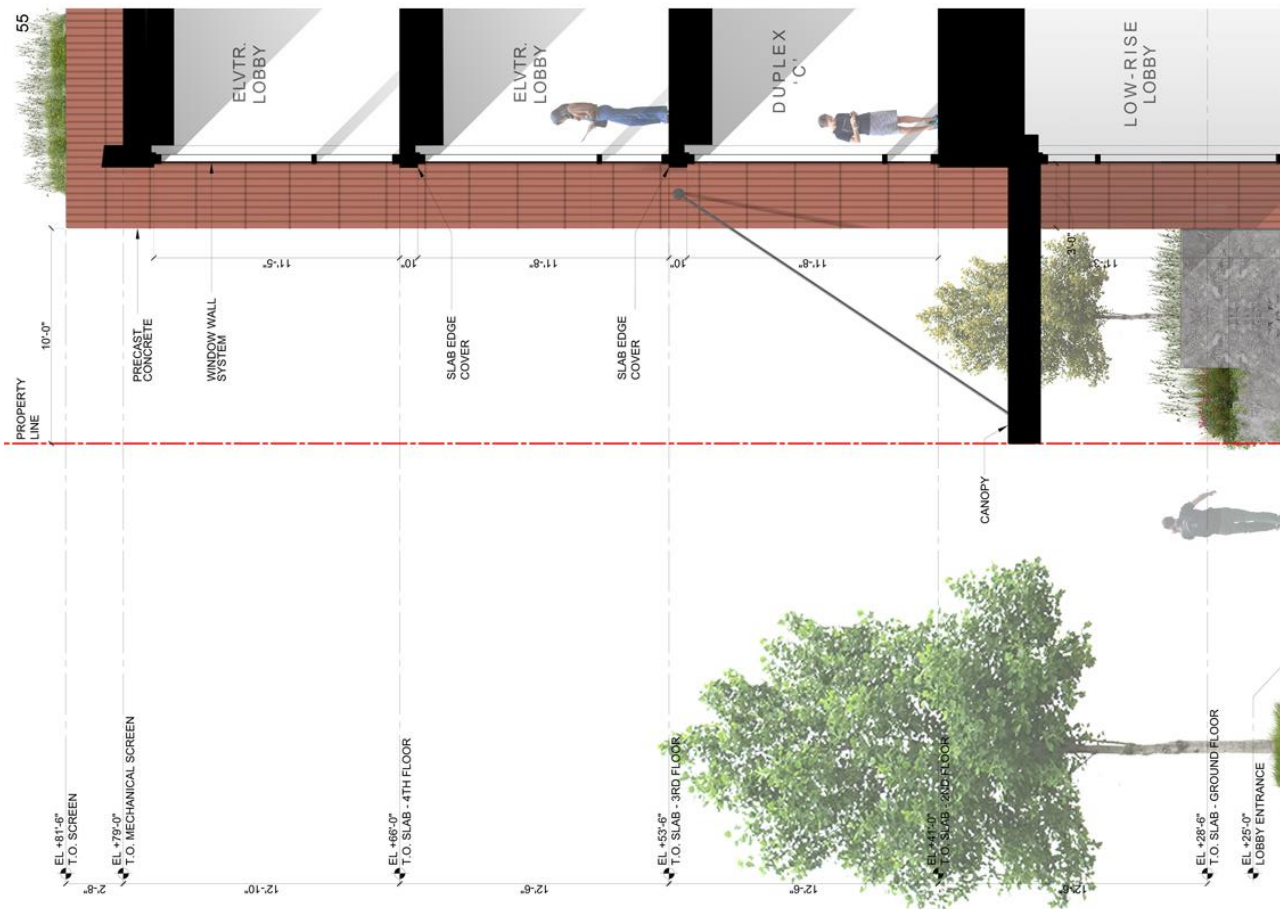 55
PROPERTY
LINE
10'-0"
EL +81'-6"
T.O. SCREEN
2'-8"
EL +79'-0"
T.O. MECHANICAL SCREEN
PRECAST
CONCRETE
WINDOW WALL
SYSTEM
ELVTR.
LOBBY
12'-10"
11'-5"
EL +66'-0"
T.O. SLAB - 4TH FLOOR
10"
SLAB EDGE
COVER
ELVTR.
LOBBY
12'-6"
11'-8"
SLAB EDGE
COVER
EL +53'-6"
T.O. SLAB - 3RD FLOOR
10"
DUPLEX
'C'
12'-6"
11'-8"
EL +41'-0"
T.O. SLAB - 2ND FLOOR
CANOPY
3'-0"
LOW-RISE
LOBBY
12'-6"
EL +28'-6"
T.O. SLAB - GROUND FLOOR
EL +25'-0"
LOBBY ENTRANCE